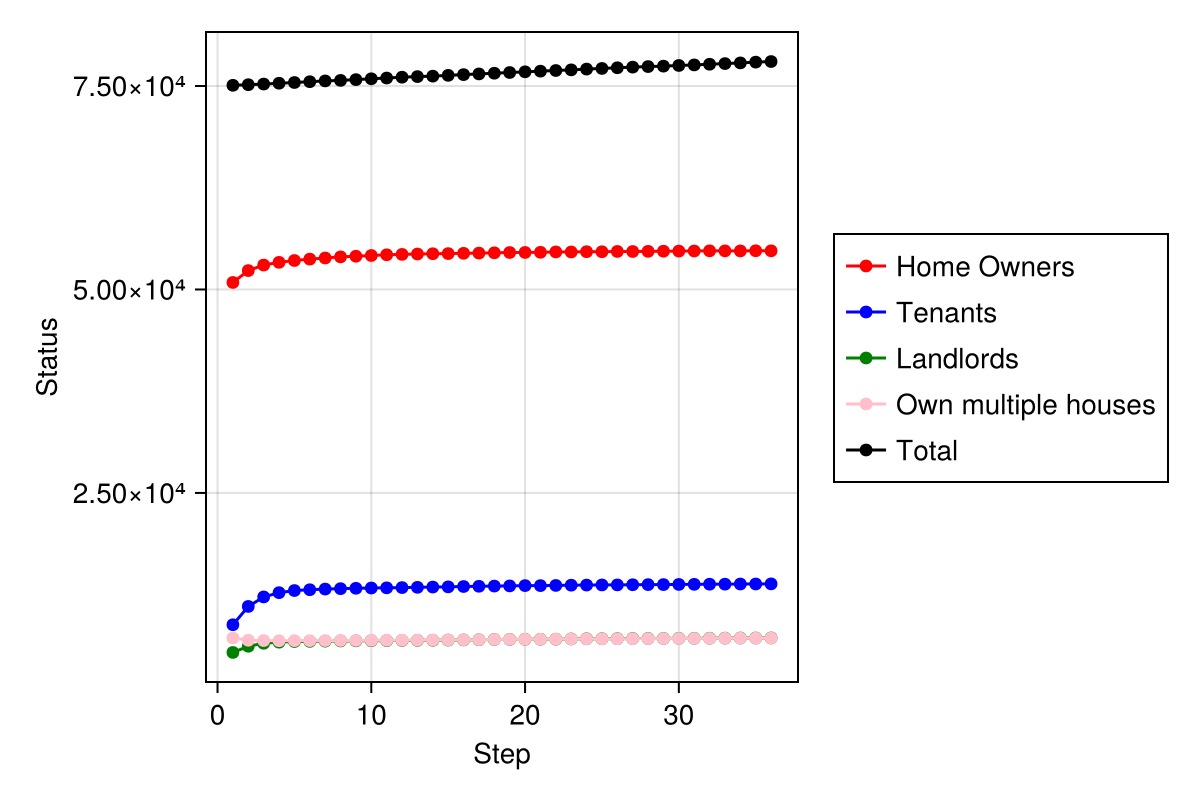 7.50×10⁴
5.00×10⁴
2.50×10⁴
Status
0 10 20 30
Step
Home Owners
Tenants
Landlords
Own multiple houses
Total